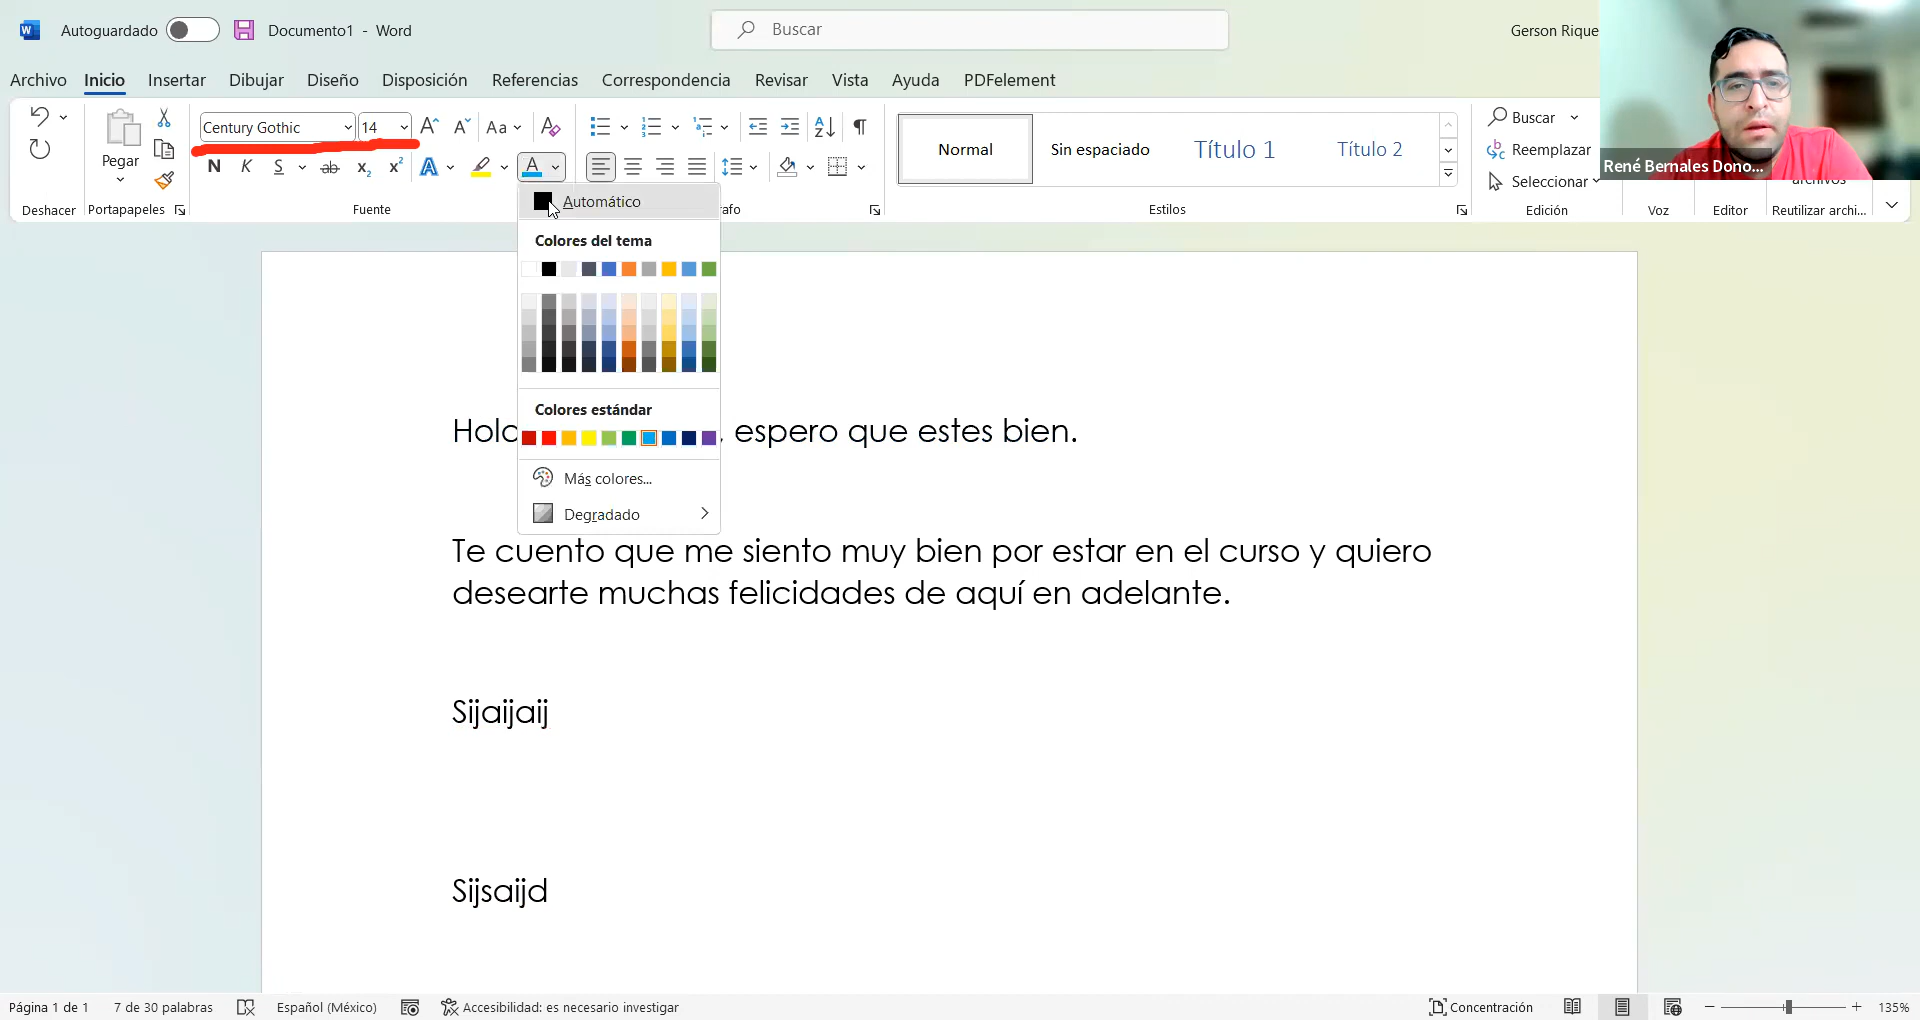 Autoguardado
Documento1 - Word
Buscar
Gerson Rique
Archivo Inicio Insertar Dibujar Diseño Disposición Referencias Correspondencia Revisar Vista Ayuda PDFelement
Pegar
Century Gothic 14
Aa
N K S ab x₂ x² A A
Normal
Sin espaciado
Título 1
Título 2
Buscar
Reemplazar
Seleccionar
René Bernales Dono...
Deshacer
Portapapeles
Fuente
Estilos
Edición
Voz
Editor
Reutilizar archi...
Automático
Colores del tema
Colores estándar
Más colores...
Degradado
, espero que estes bien.
Te cuento que me siento muy bien por estar en el curso y quiero
desearte muchas felicidades de aquí en adelante.
Sijaijaij
Sijsaijd
Página 1 de 1 7 de 30 palabras Español (México) Accesibilidad: es necesario investigar Concentración 135%